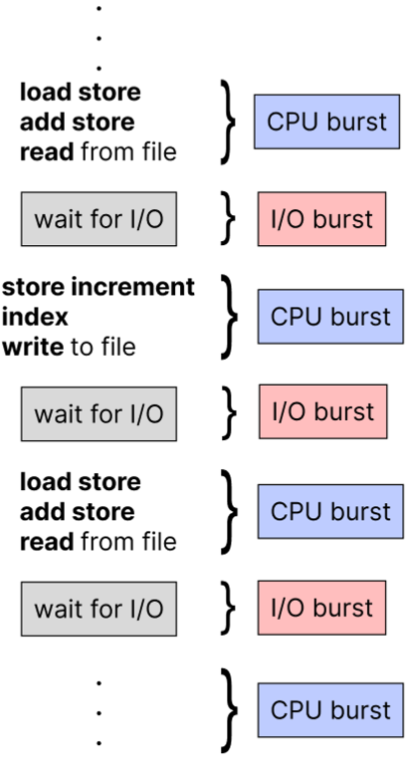 .
.
.
load store
add store
read from file
CPU burst
wait for I/O
I/O burst
store increment
index
write to file
CPU burst
wait for I/O
I/O burst
load store
add store
read from file
CPU burst
wait for I/O
I/O burst
.
.
.
CPU burst